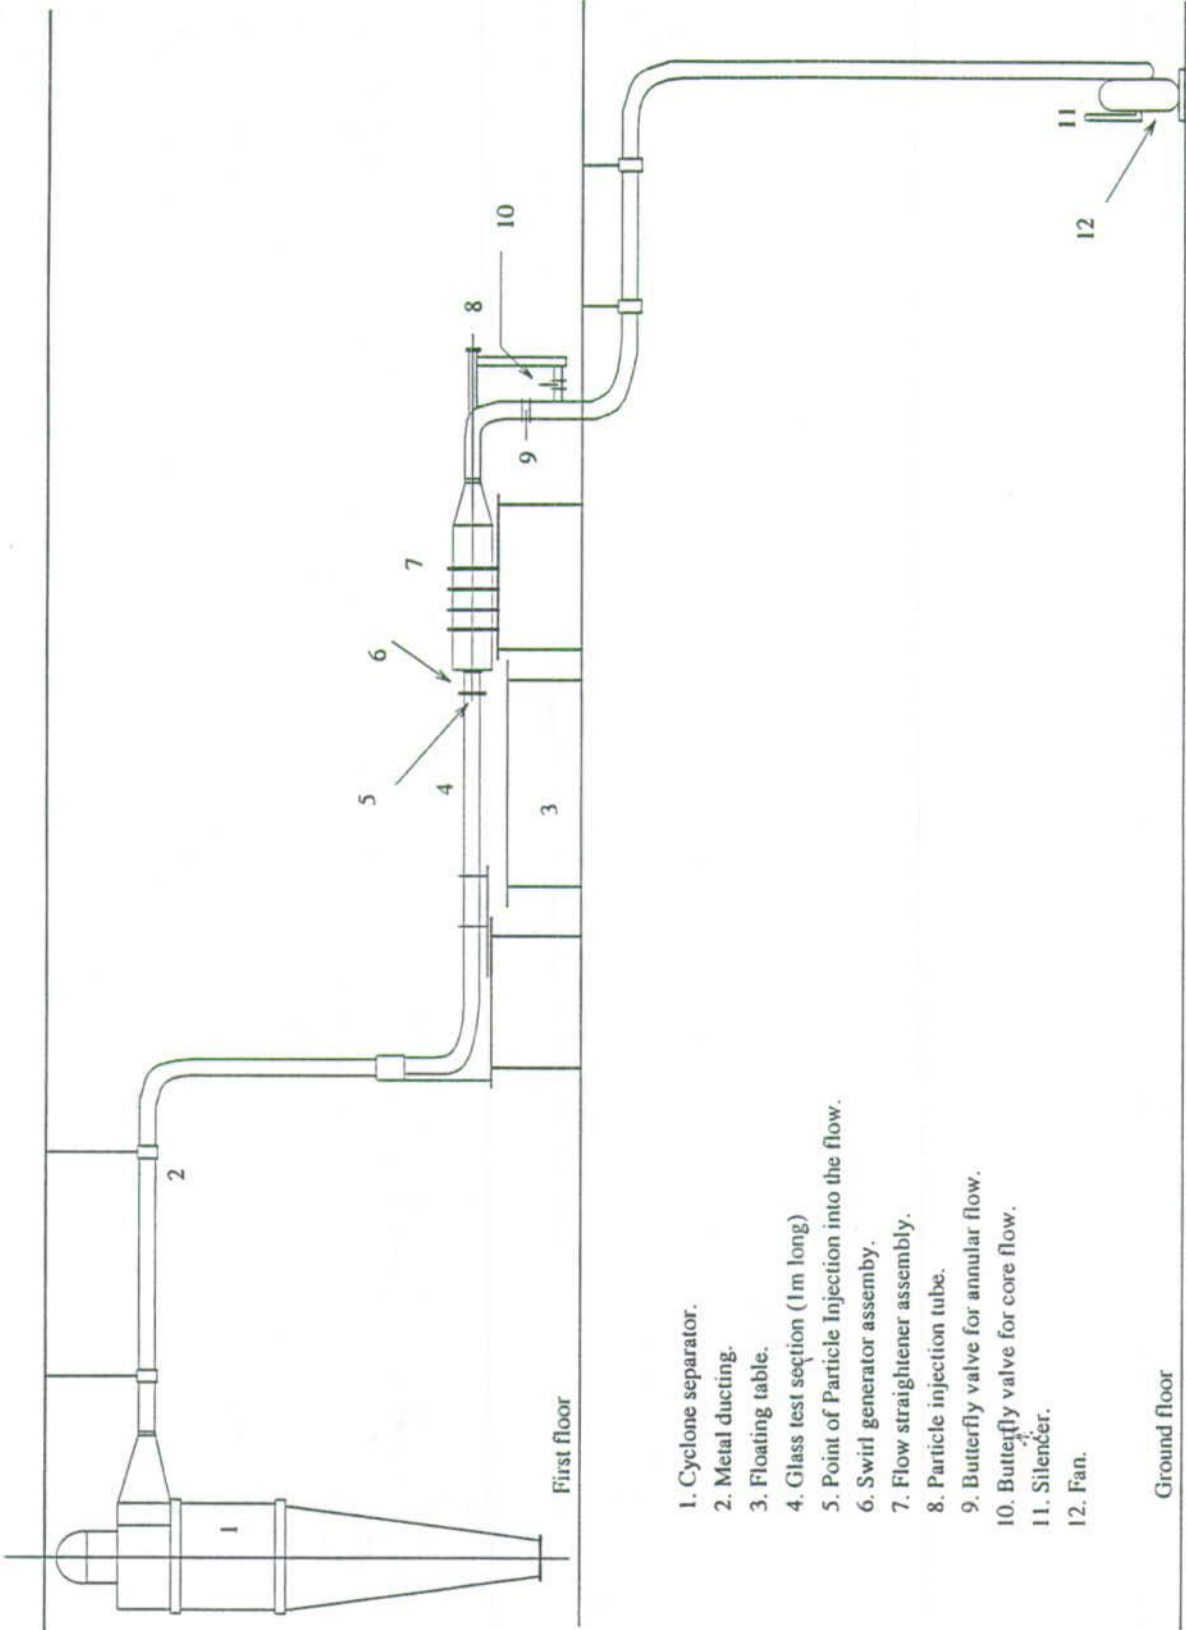 1
2
3
4
5
6
7
8
9
10
11
12
First floor
1. Cyclone separator.
2. Metal ducting.
3. Floating table.
4. Glass test section (1m long)
5. Point of Particle Injection into the flow.
6. Swirl generator assemby.
7. Flow straightener assembly.
8. Particle injection tube.
9. Butterfly valve for annular flow.
10. Butterfly valve for core flow.
11. Silencer.
12. Fan.
Ground floor